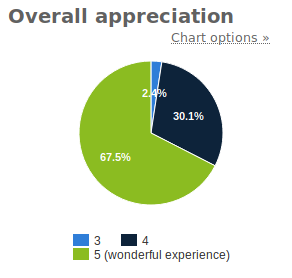 Overall appreciation
Chart options »
2.4%
30.1%
67.5%
3 4
5 (wonderful experience)